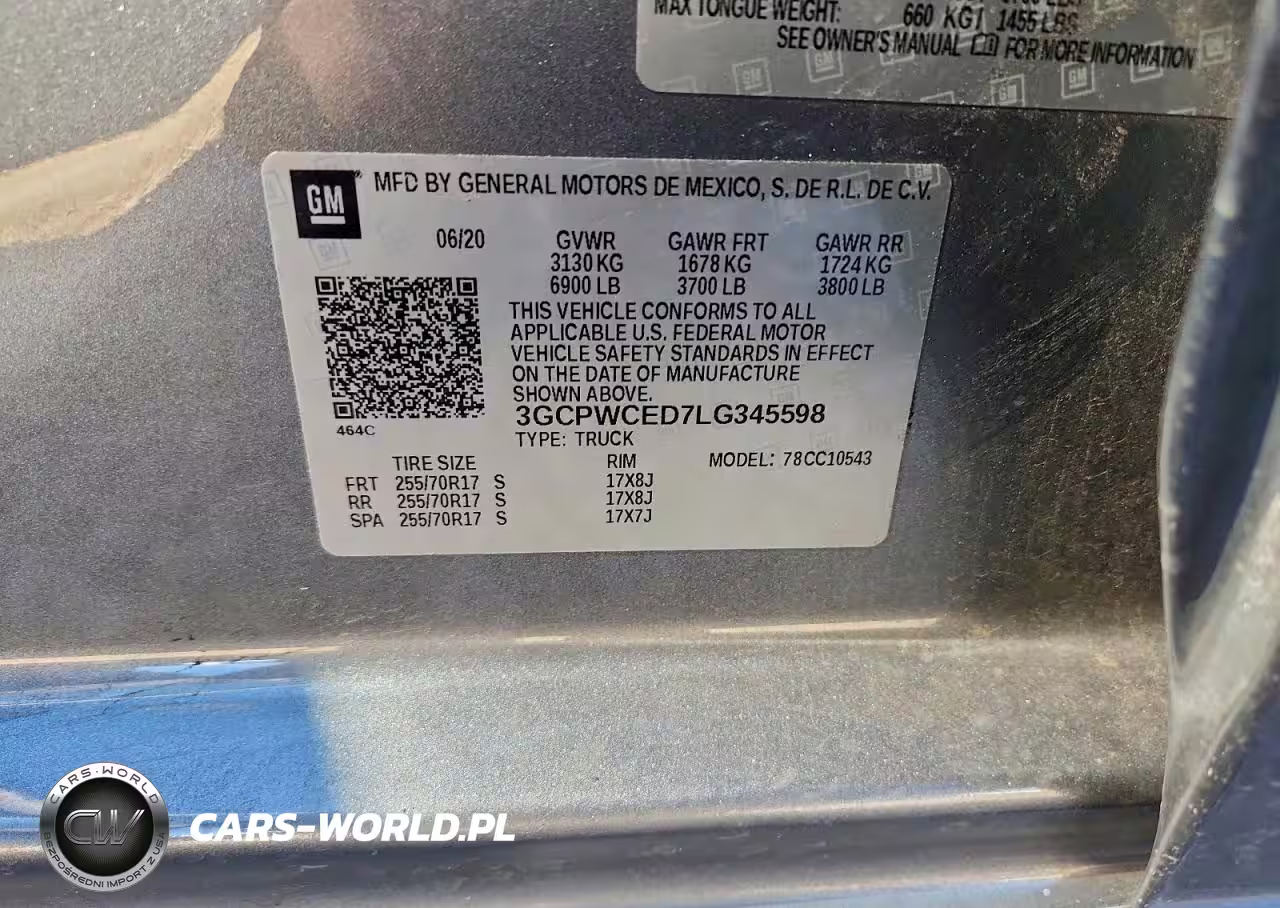 MAX TONGUE WEIGHT: 660 KG 1455 LBS
SEE OWNER'S MANUAL FOR MORE INFORMATION
GM
MFD BY GENERAL MOTORS DE MEXICO, S. DE R.L. DE C.V.
06/20 GVWR GAWR FRT GAWR RR
3130 KG 1678 KG 1724 KG
6900 LB 3700 LB 3800 LB
THIS VEHICLE CONFORMS TO ALL
APPLICABLE U.S. FEDERAL MOTOR
VEHICLE SAFETY STANDARDS IN EFFECT
ON THE DATE OF MANUFACTURE
SHOWN ABOVE.
3GCPWCED7LG345598
464C
TYPE: TRUCK
TIRE SIZE RIM MODEL: 78CC10543
FRT 255/70R17 S 17X8J
RR 255/70R17 S 17X8J
SPA 255/70R17 S 17X7J
CARS-WORLD
CW
BEZPOŚREDNI IMPORT Z USA
CARS-WORLD.PL